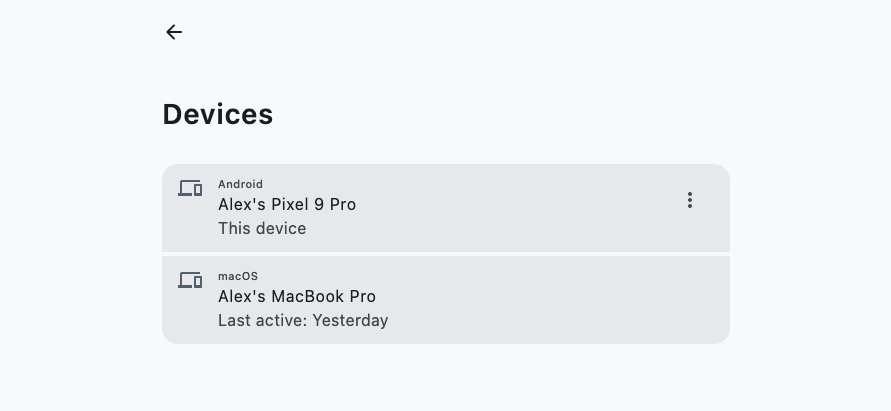 Devices
Android
Alex's Pixel 9 Pro
This device
macOS
Alex's MacBook Pro
Last active: Yesterday